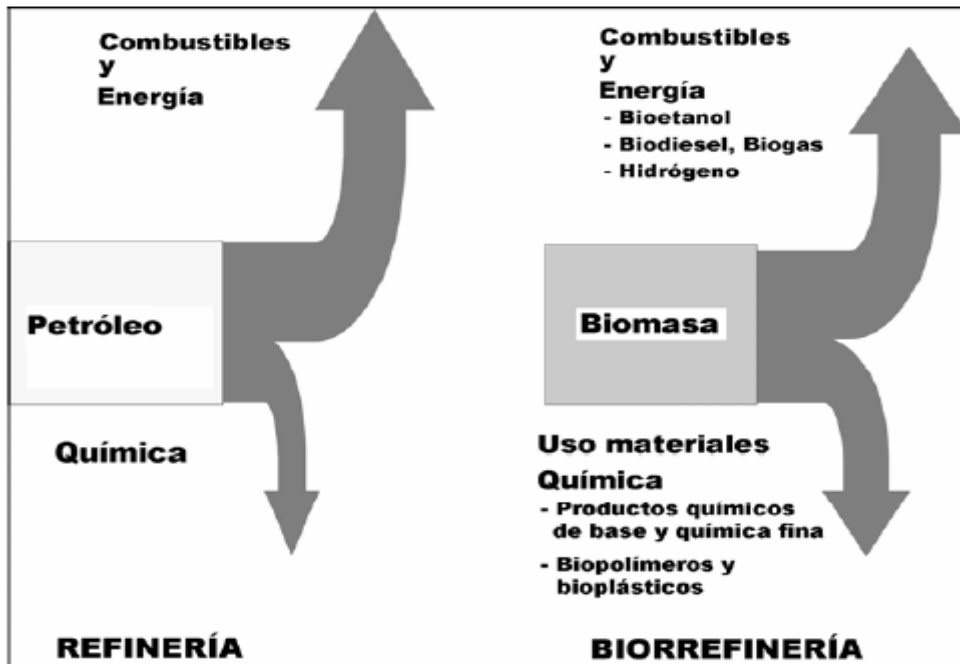 Combustibles
y
Energía
Petróleo
Química
REFINERÍA
Combustibles
y
Energía
- Bioetanol
- Biodiesel, Biogas
- Hidrógeno
Biomasa
Uso materiales
Química
- Productos químicos
de base y química fina
- Biopolímeros y
bioplásticos
BIORREFINERÍA